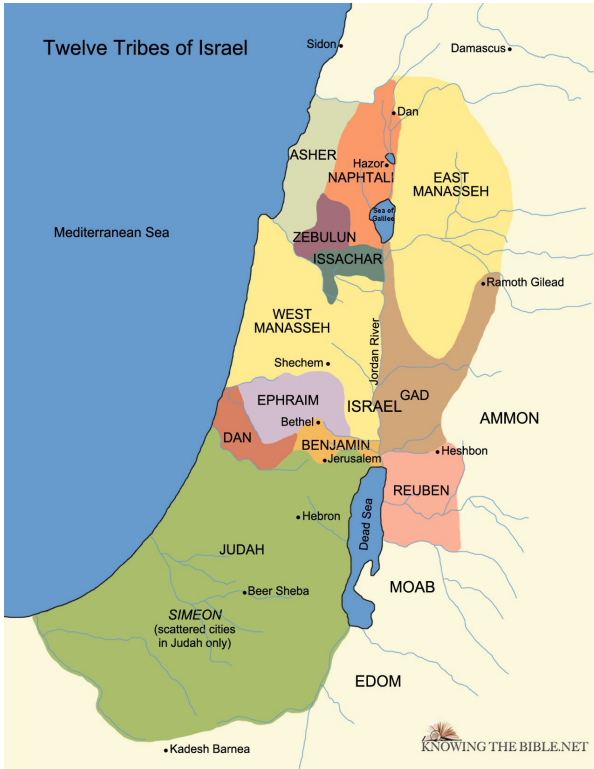 Twelve Tribes of Israel
Sidon
Damascus
Dan
ASHER
Hazor
NAPHTALI
EAST
MANASSEH
Sea of
Galilee
Mediterranean Sea
ZEBULUN
ISSACHAR
Ramoth Gilead
WEST
MANASSEH
Jordan River
Shechem
EPHRAIM
ISRAEL
GAD
Bethel
AMMON
DAN
BENJAMIN
Heshbon
Jerusalem
REUBEN
Hebron
Dead Sea
JUDAH
MOAB
Beer Sheba
SIMEON
(scattered cities
in Judah only)
EDOM
KNOWING THE BIBLE.NET
Kadesh Barnea